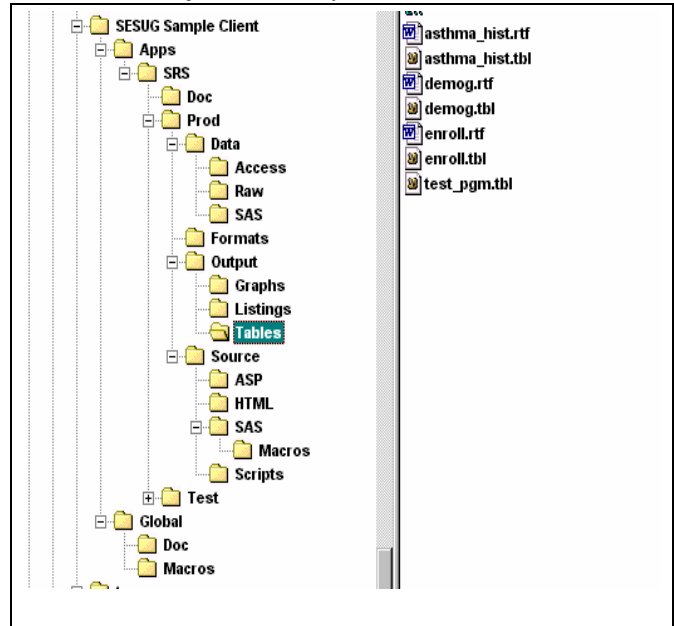 SESUG Sample Client
Apps
SRS
Doc
Prod
Data
Access
Raw
SAS
Formats
Output
Graphs
Listings
Tables
Source
ASP
HTML
SAS
Macros
Scripts
Test
Global
Doc
Macros
asthma_hist.rtf
asthma_hist.tbl
demog.rtf
demog.tbl
enroll.rtf
enroll.tbl
test_pgm.tbl